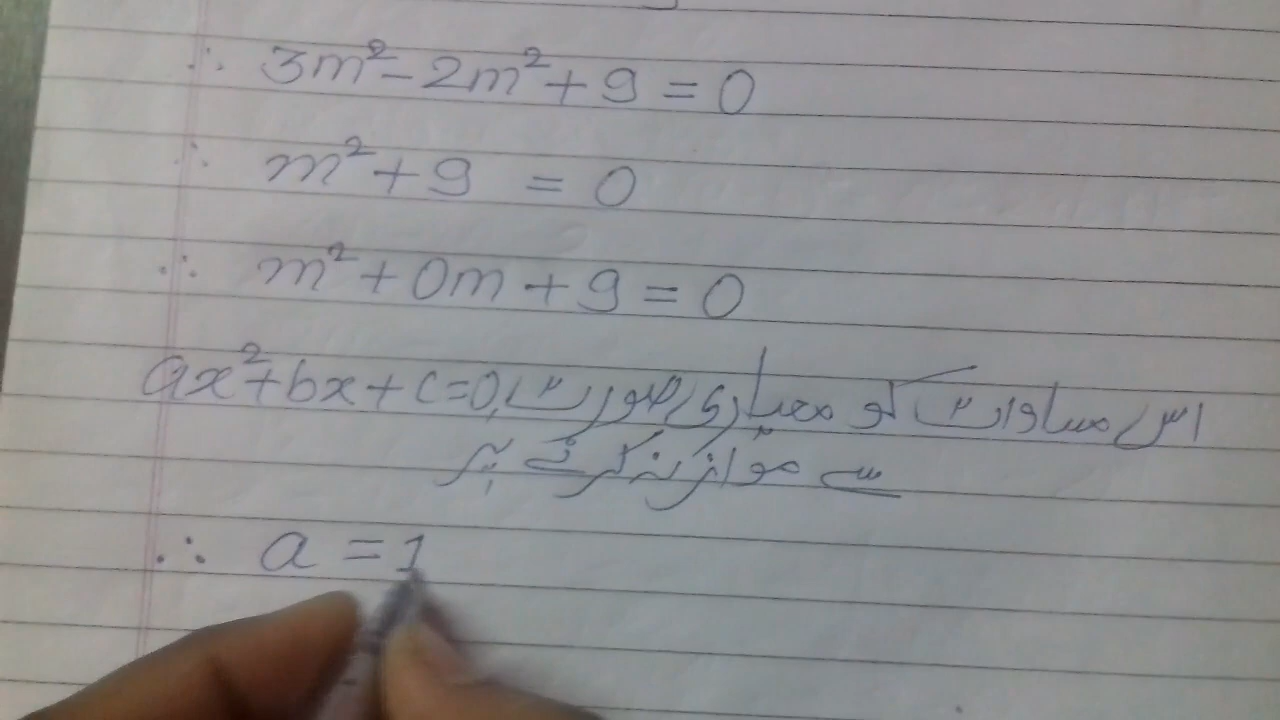 ∴ 3m² - 2m² + 9 = 0
∴ m² + 9 = 0
∴ m² + 0m + 9 = 0
اس مساوات کو معیاری صورت ax² + bx + c = 0,
سے موازنہ کرنے پر
∴ a = 1